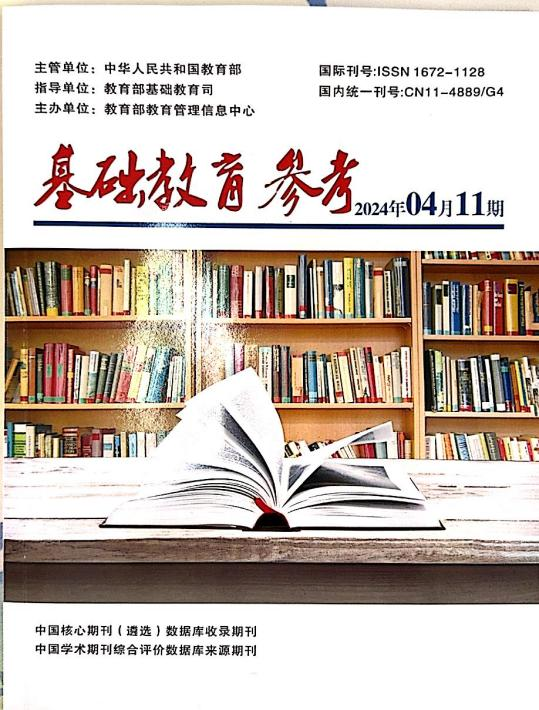 主管单位：中华人民共和国教育部
指导单位：教育部基础教育司
主办单位：教育部教育管理信息中心
国际刊号:ISSN 1672-1128
国内统一刊号:CN11-4889/G4
基础教育参考
2024年04月11期
中国核心期刊（遴选）数据库收录期刊
中国学术期刊综合评价数据库来源期刊